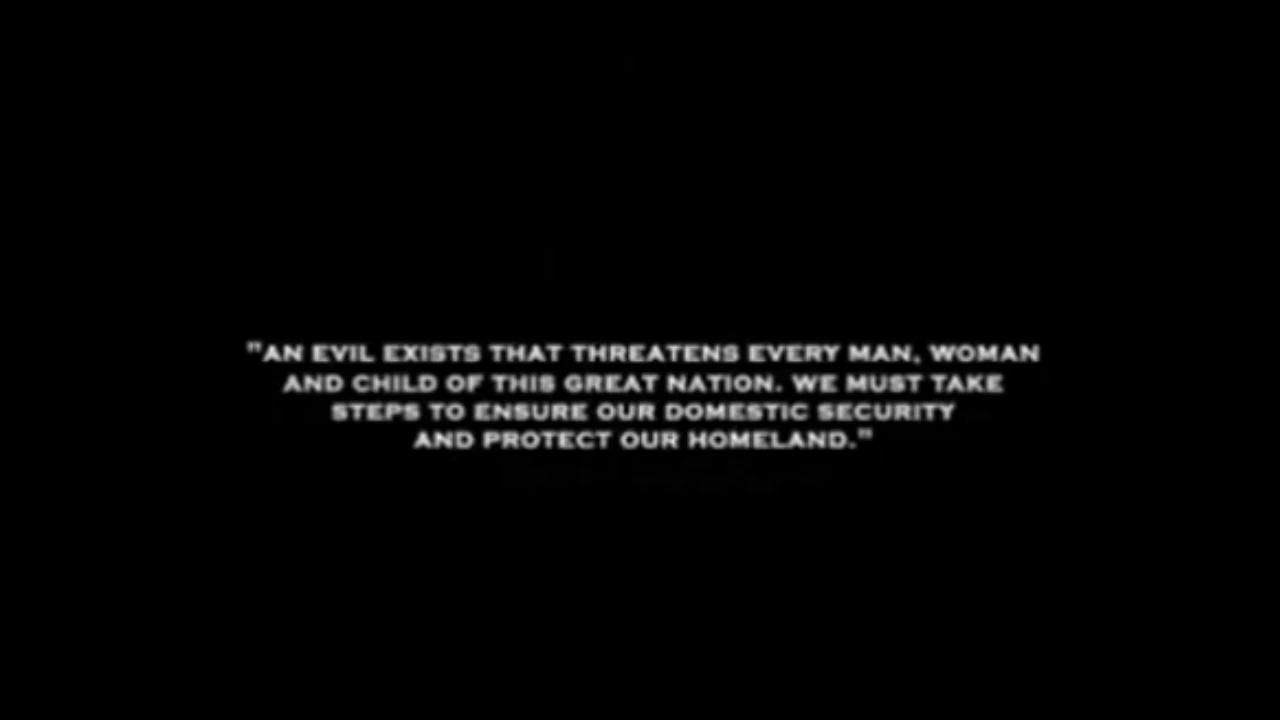 "AN EVIL EXISTS THAT THREATENS EVERY MAN, WOMAN
AND CHILD OF THIS GREAT NATION. WE MUST TAKE
STEPS TO ENSURE OUR DOMESTIC SECURITY
AND PROTECT OUR HOMELAND."